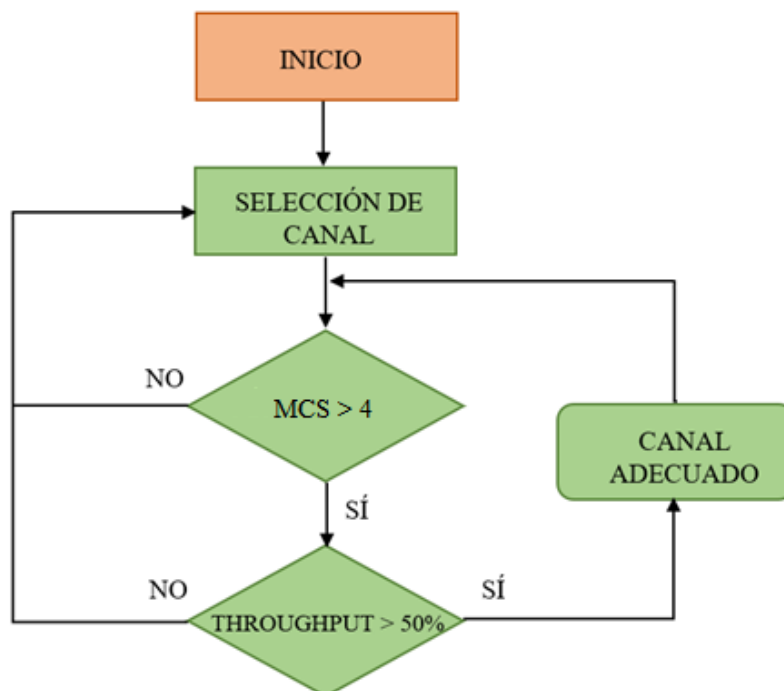 INICIO
SELECCIÓN DE
CANAL
NO
MCS > 4
CANAL
ADECUADO
SÍ
NO
SÍ
THROUGHPUT > 50%